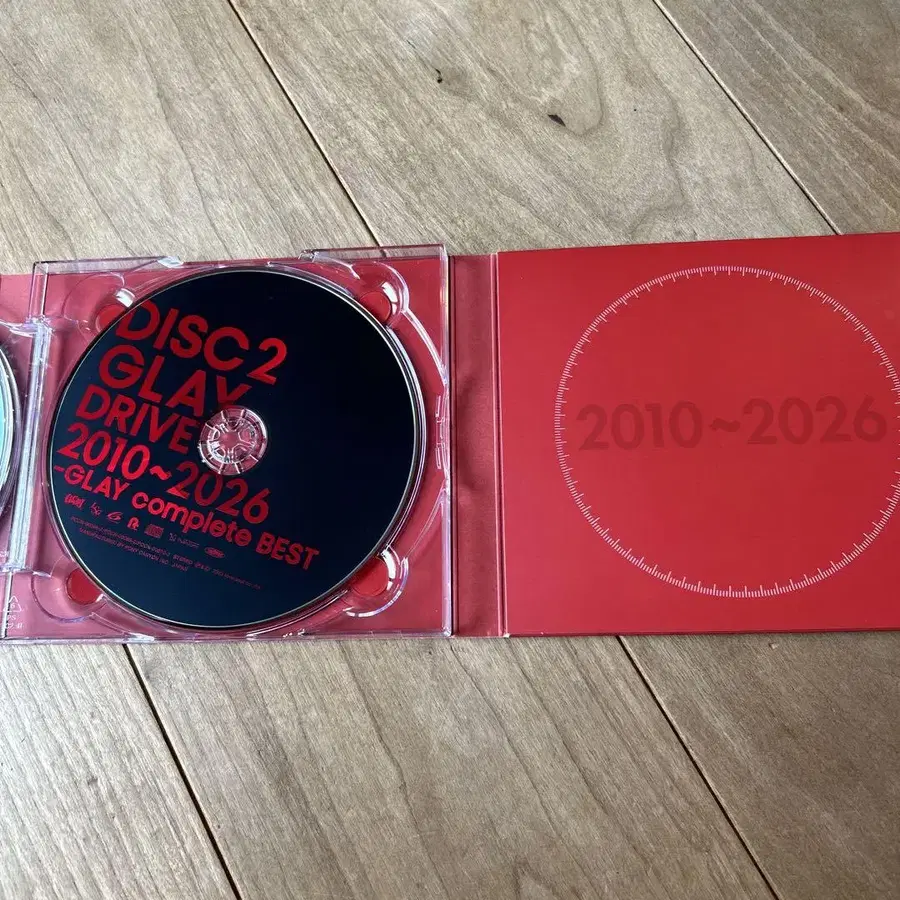 DISC 2
GLAY
DRIVE
2010~2026
-GLAY complete BEST
2010~2026